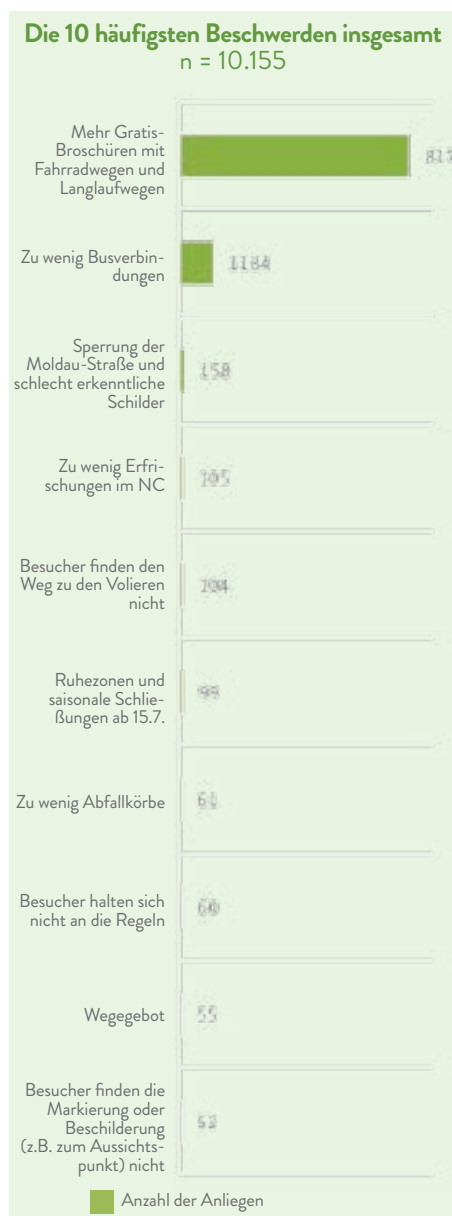 Die 10 häufigsten Beschwerden insgesamt
n = 10.155
Mehr Gratis-
Broschüren mit
Fahrradwegen und
Langlaufwegen
817
Zu wenig Busverbin-
dungen
1184
Sperrung der
Moldau-Straße und
schlecht erkenntliche
Schilder
158
Zu wenig Erfri-
schungen im NC
105
Besucher finden den
Weg zu den Volieren
nicht
104
Ruhezonen und
saisonale Schlie-
ßungen ab 15.7.
99
Zu wenig Abfallkörbe
61
Besucher halten sich
nicht an die Regeln
60
Wegegebot
55
Besucher finden die
Markierung oder
Beschilderung
(z.B. zum Aussichts-
punkt) nicht
Anzahl der Anliegen